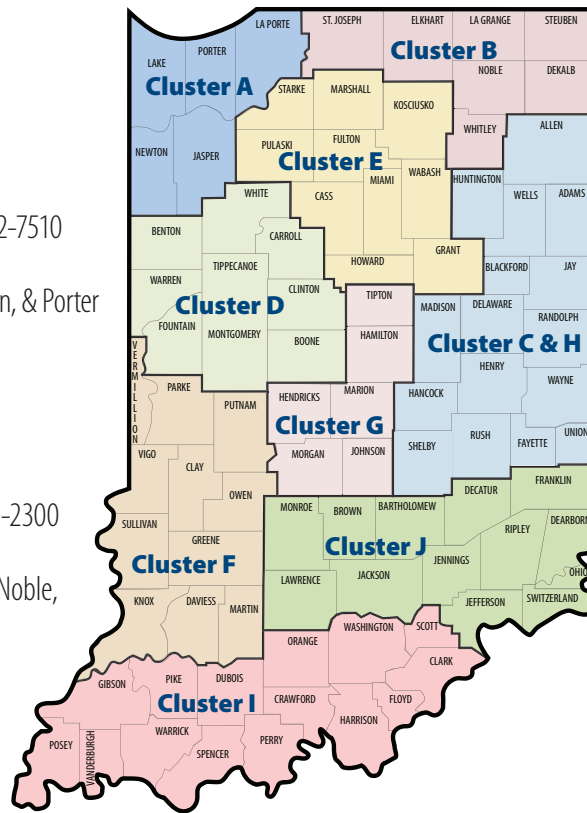 2-7510
n, & Porter
-2300
Noble,
LA PORTE
ST. JOSEPH
ELKHART
LA GRANGE
STEUBEN
PORTER
LAKE
Cluster A
Cluster B
NOBLE
DEKALB
STARKE
MARSHALL
KOSCIUSKO
WHITLEY
ALLEN
NEWTON
JASPER
PULASKI
FULTON
Cluster E
MIAMI
WABASH
HUNTINGTON
WELLS
ADAMS
WHITE
CASS
BENTON
CARROLL
GRANT
HOWARD
BLACKFORD
JAY
WARREN
TIPPECANOE
CLINTON
TIPTON
Cluster D
MADISON
DELAWARE
RANDOLPH
FOUNTAIN
MONTGOMERY
BOONE
HAMILTON
Cluster C & H
VERMILLION
HENRY
WAYNE
PARKE
PUTNAM
HENDRICKS
MARION
HANCOCK
Cluster G
VIGO
CLAY
MORGAN
JOHNSON
SHELBY
RUSH
FAYETTE
UNION
OWEN
MONROE
BROWN
BARTHOLOMEW
DECATUR
FRANKLIN
SULLIVAN
GREENE
Cluster J
RIPLEY
DEARBORN
Cluster F
LAWRENCE
JACKSON
JENNINGS
OHIO
KNOX
DAVIESS
MARTIN
JEFFERSON
SWITZERLAND
ORANGE
WASHINGTON
SCOTT
CLARK
GIBSON
PIKE
DUBOIS
Cluster I
CRAWFORD
FLOYD
HARRISON
POSEY
VANDERBURGH
WARRICK
SPENCER
PERRY